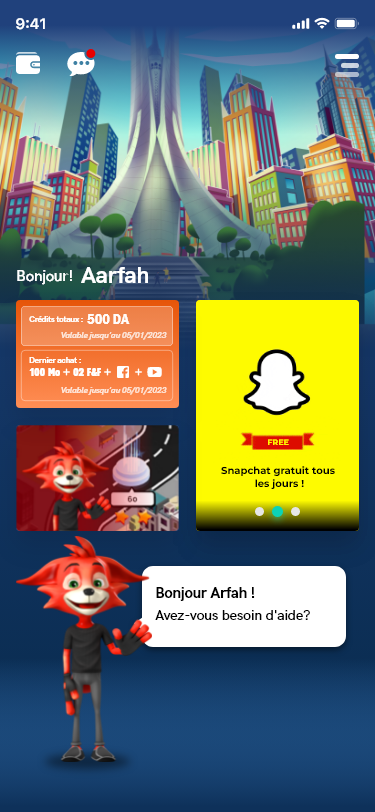 9:41
Bonjour! Aarfah
Crédits totaux : 500 DA
Valable jusqu'au 05/01/2023
Dernier achat :
100 Mo + 02 F&F + + 
Valable jusqu'au 05/01/2023
60
FREE
Snapchat gratuit tous
les jours !
Bonjour Arfah !
Avez-vous besoin d'aide?